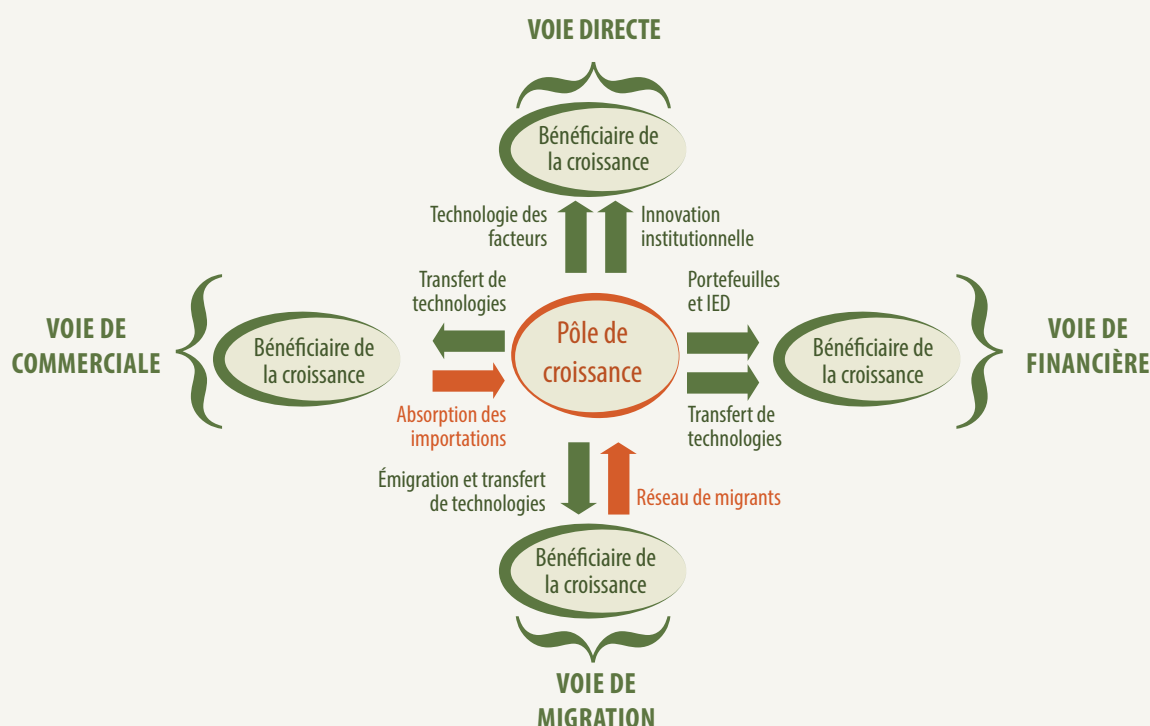 VOIE DIRECTE
Bénéficiaire de
la croissance
Technologie des
facteurs
Innovation
institutionnelle
Transfert de
technologies
Portefeuilles
et IED
VOIE DE
COMMERCIALE
Bénéficiaire de
la croissance
Pôle de
croissance
Bénéficiaire de
la croissance
VOIE DE
FINANCIÈRE
Absorption des
importations
Transfert de
technologies
Émigration et transfert
de technologies
Réseau de migrants
Bénéficiaire de
la croissance
VOIE DE
MIGRATION